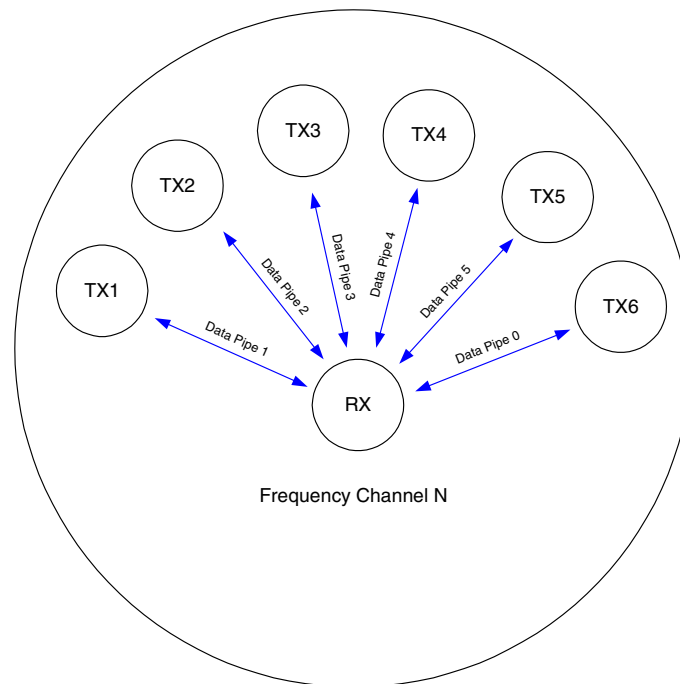 TX3
TX4
TX2
TX5
TX1
TX6
Data Pipe 1
Data Pipe 2
Data Pipe 3
Data Pipe 4
Data Pipe 5
Data Pipe 0
RX
Frequency Channel N